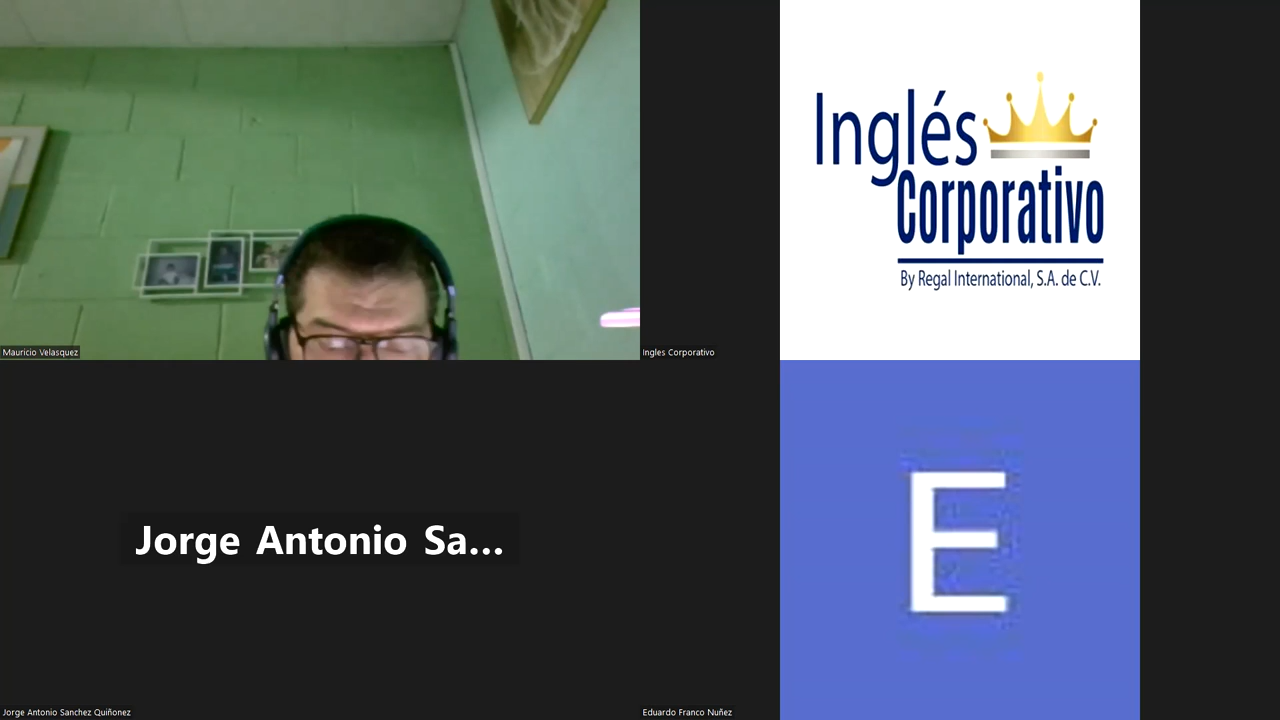 Mauricio Velasquez
Inglés
Corporativo
By Regal International, S.A. de C.V.
Ingles Corporativo
Jorge Antonio Sa...
E
Jorge Antonio Sanchez Quiñonez
Eduardo Franco Nuñez